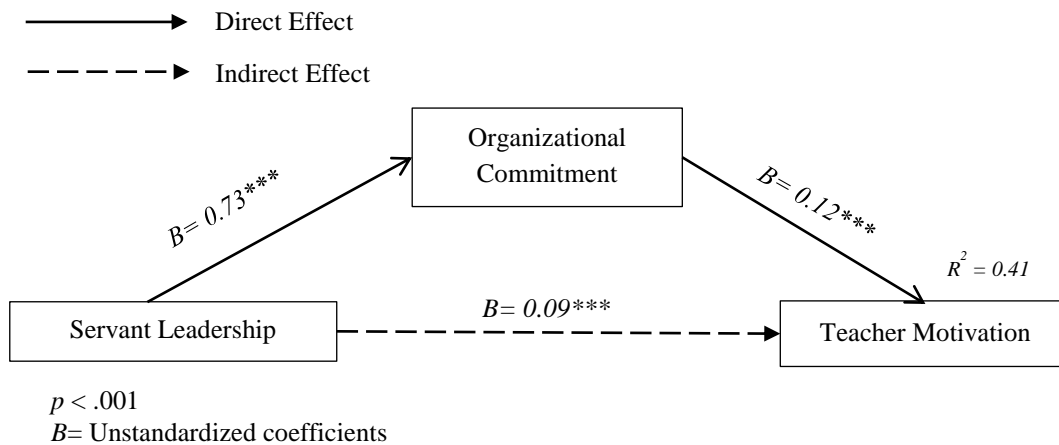 Direct Effect
Indirect Effect
Organizational
Commitment
B= 0.73***
B= 0.12***
R² = 0.41
B= 0.09***
Servant Leadership
Teacher Motivation
p < .001
B= Unstandardized coefficients